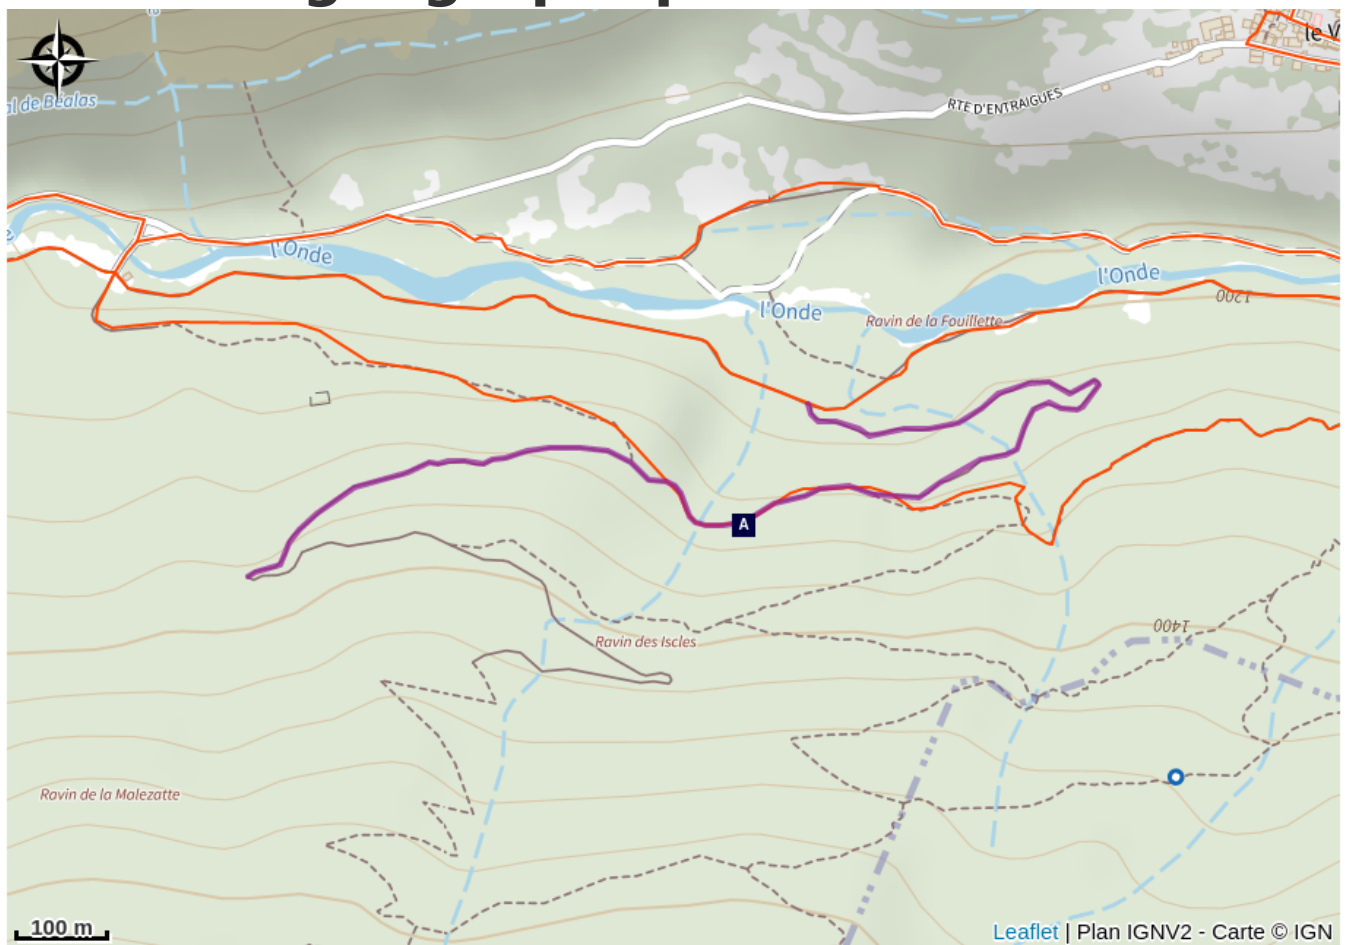 le V
RTE D'ENTRAIGUES
al de Béalas
l'Onde
l'Onde
l'Onde
1200
Ravin de la Fouillette
A
1400
Ravin des Iscles
Ravin de la Malezatte
100 m
Leaflet | Plan IGNV2 - Carte © IGN